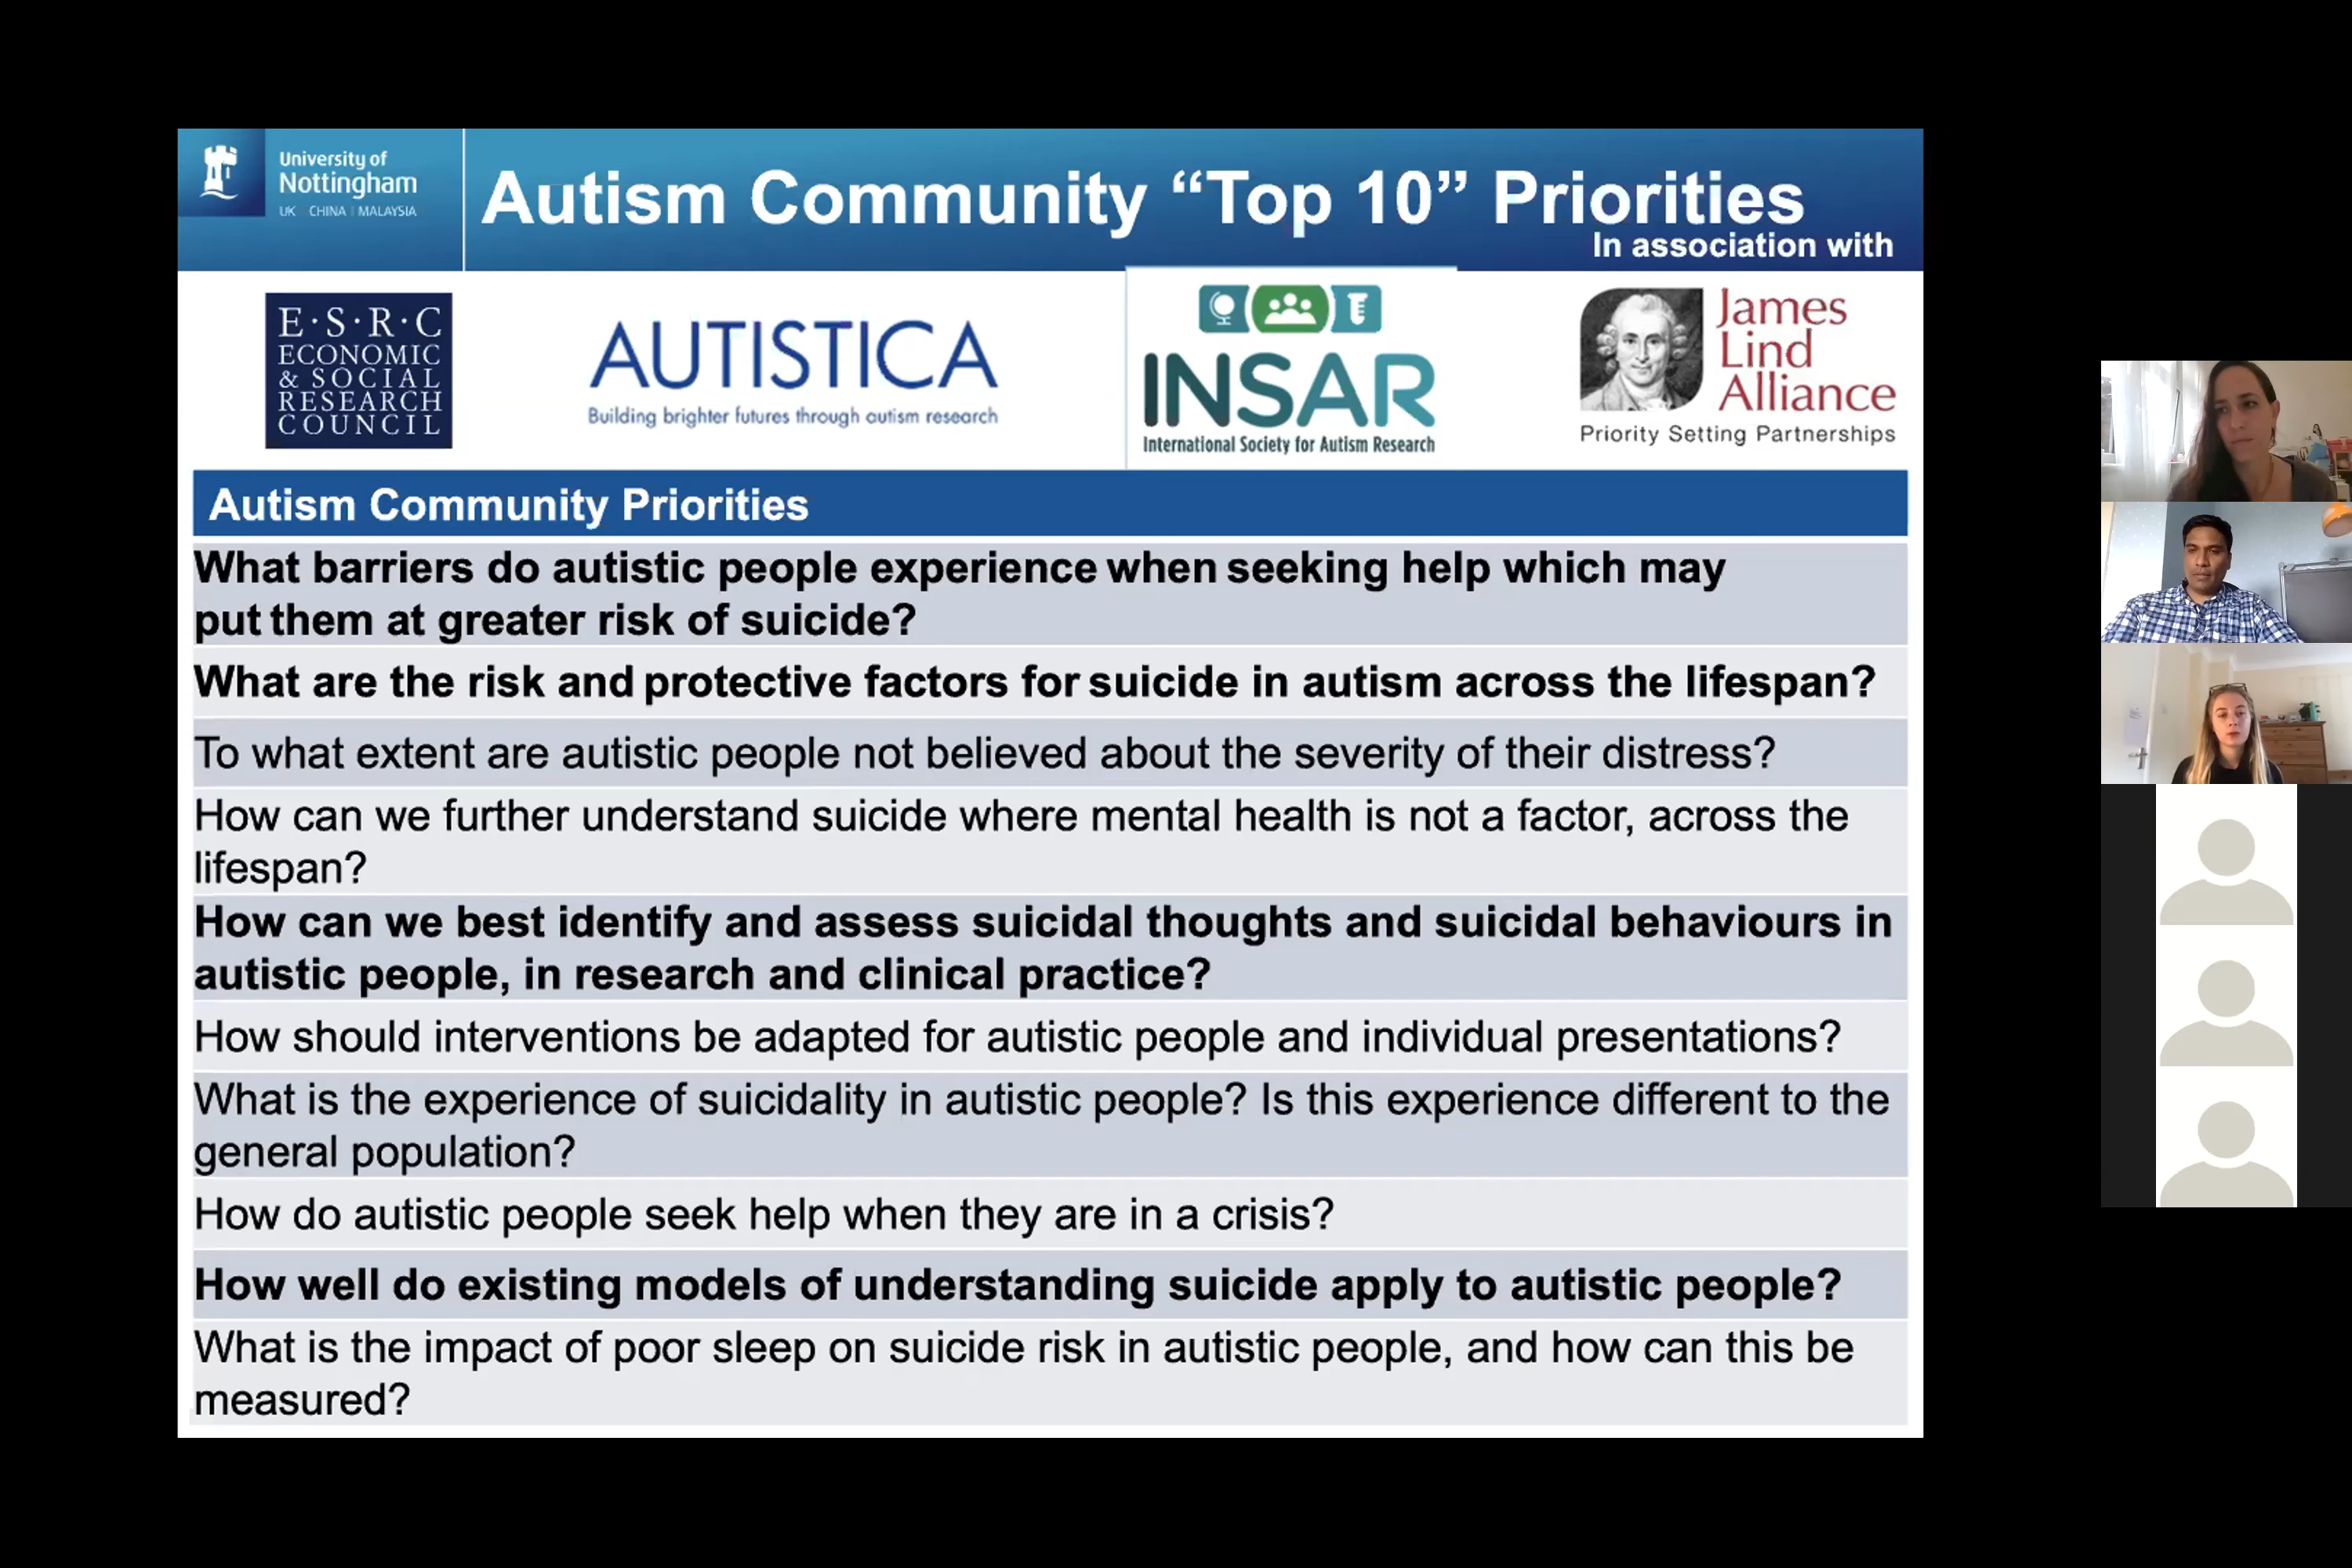 University of
Nottingham
UK | CHINA | MALAYSIA
Autism Community “Top 10” Priorities
In association with
E·S·R·C
ECONOMIC
& SOCIAL
RESEARCH
COUNCIL
AUTISTICA
Building brighter futures through autism research
INSAR
International Society for Autism Research
James
Lind
Alliance
Priority Setting Partnerships
Autism Community Priorities
What barriers do autistic people experience when seeking help which may
put them at greater risk of suicide?
What are the risk and protective factors for suicide in autism across the lifespan?
To what extent are autistic people not believed about the severity of their distress?
How can we further understand suicide where mental health is not a factor, across the
lifespan?
How can we best identify and assess suicidal thoughts and suicidal behaviours in
autistic people, in research and clinical practice?
How should interventions be adapted for autistic people and individual presentations?
What is the experience of suicidality in autistic people? Is this experience different to the
general population?
How do autistic people seek help when they are in a crisis?
How well do existing models of understanding suicide apply to autistic people?
What is the impact of poor sleep on suicide risk in autistic people, and how can this be
measured?